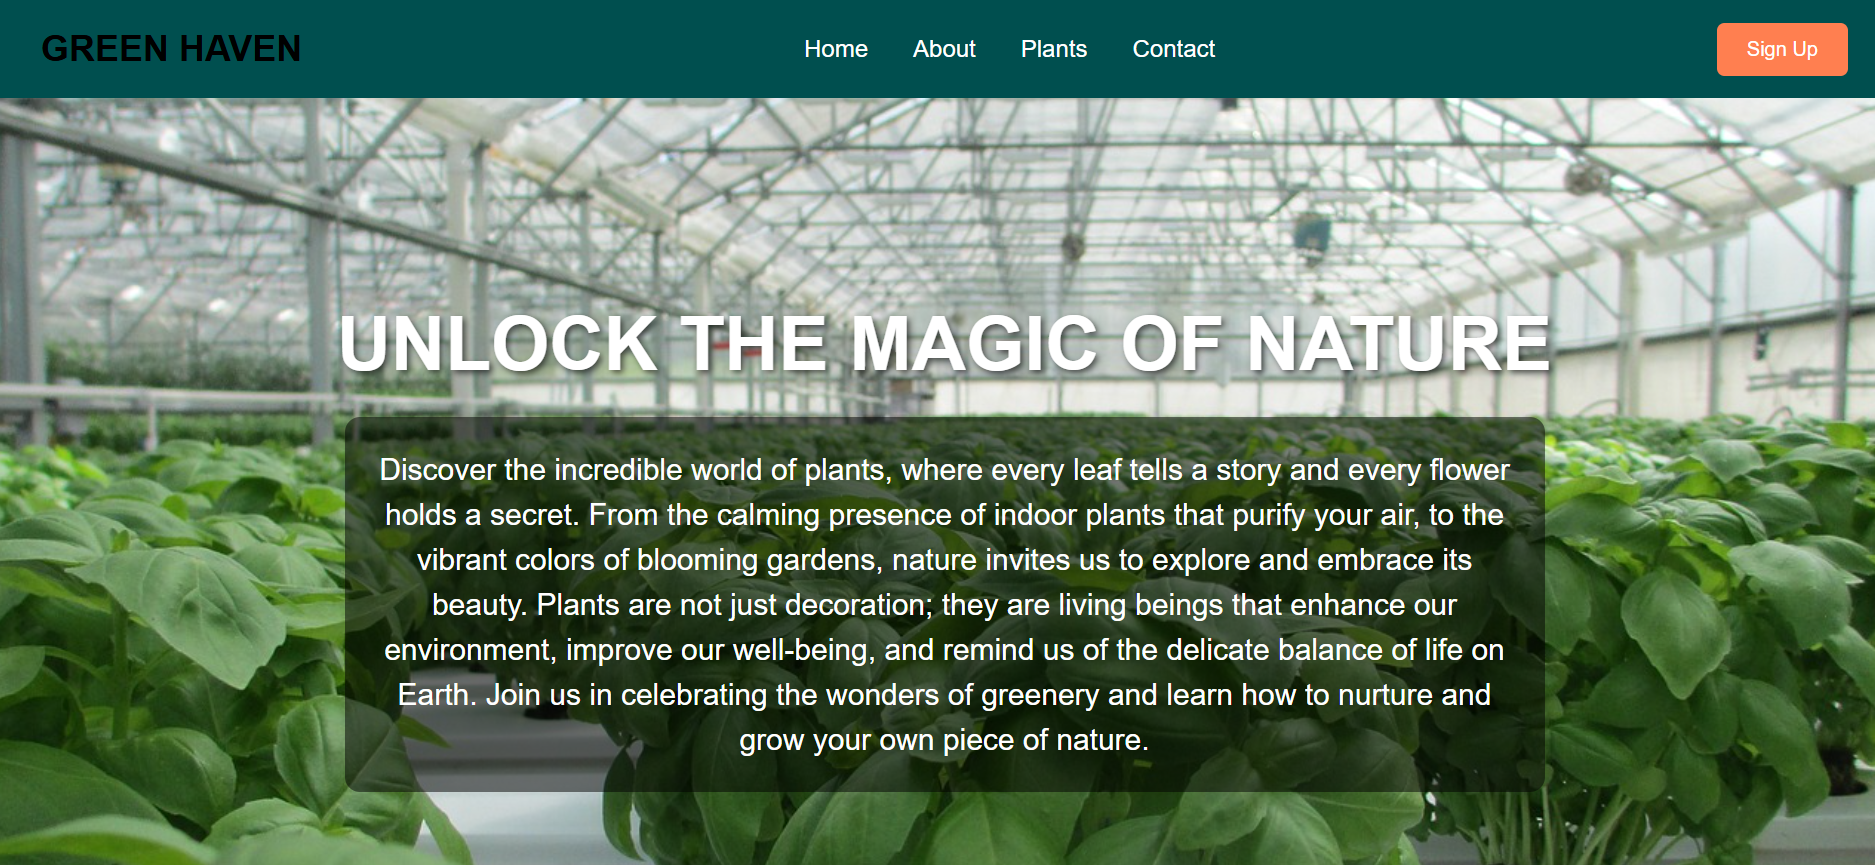 GREEN HAVEN
Home
About
Plants
Contact
Sign Up
UNLOCK THE MAGIC OF NATURE
Discover the incredible world of plants, where every leaf tells a story and every flower
holds a secret. From the calming presence of indoor plants that purify your air, to the
vibrant colors of blooming gardens, nature invites us to explore and embrace its
beauty. Plants are not just decoration; they are living beings that enhance our
environment, improve our well-being, and remind us of the delicate balance of life on
Earth. Join us in celebrating the wonders of greenery and learn how to nurture and
grow your own piece of nature.